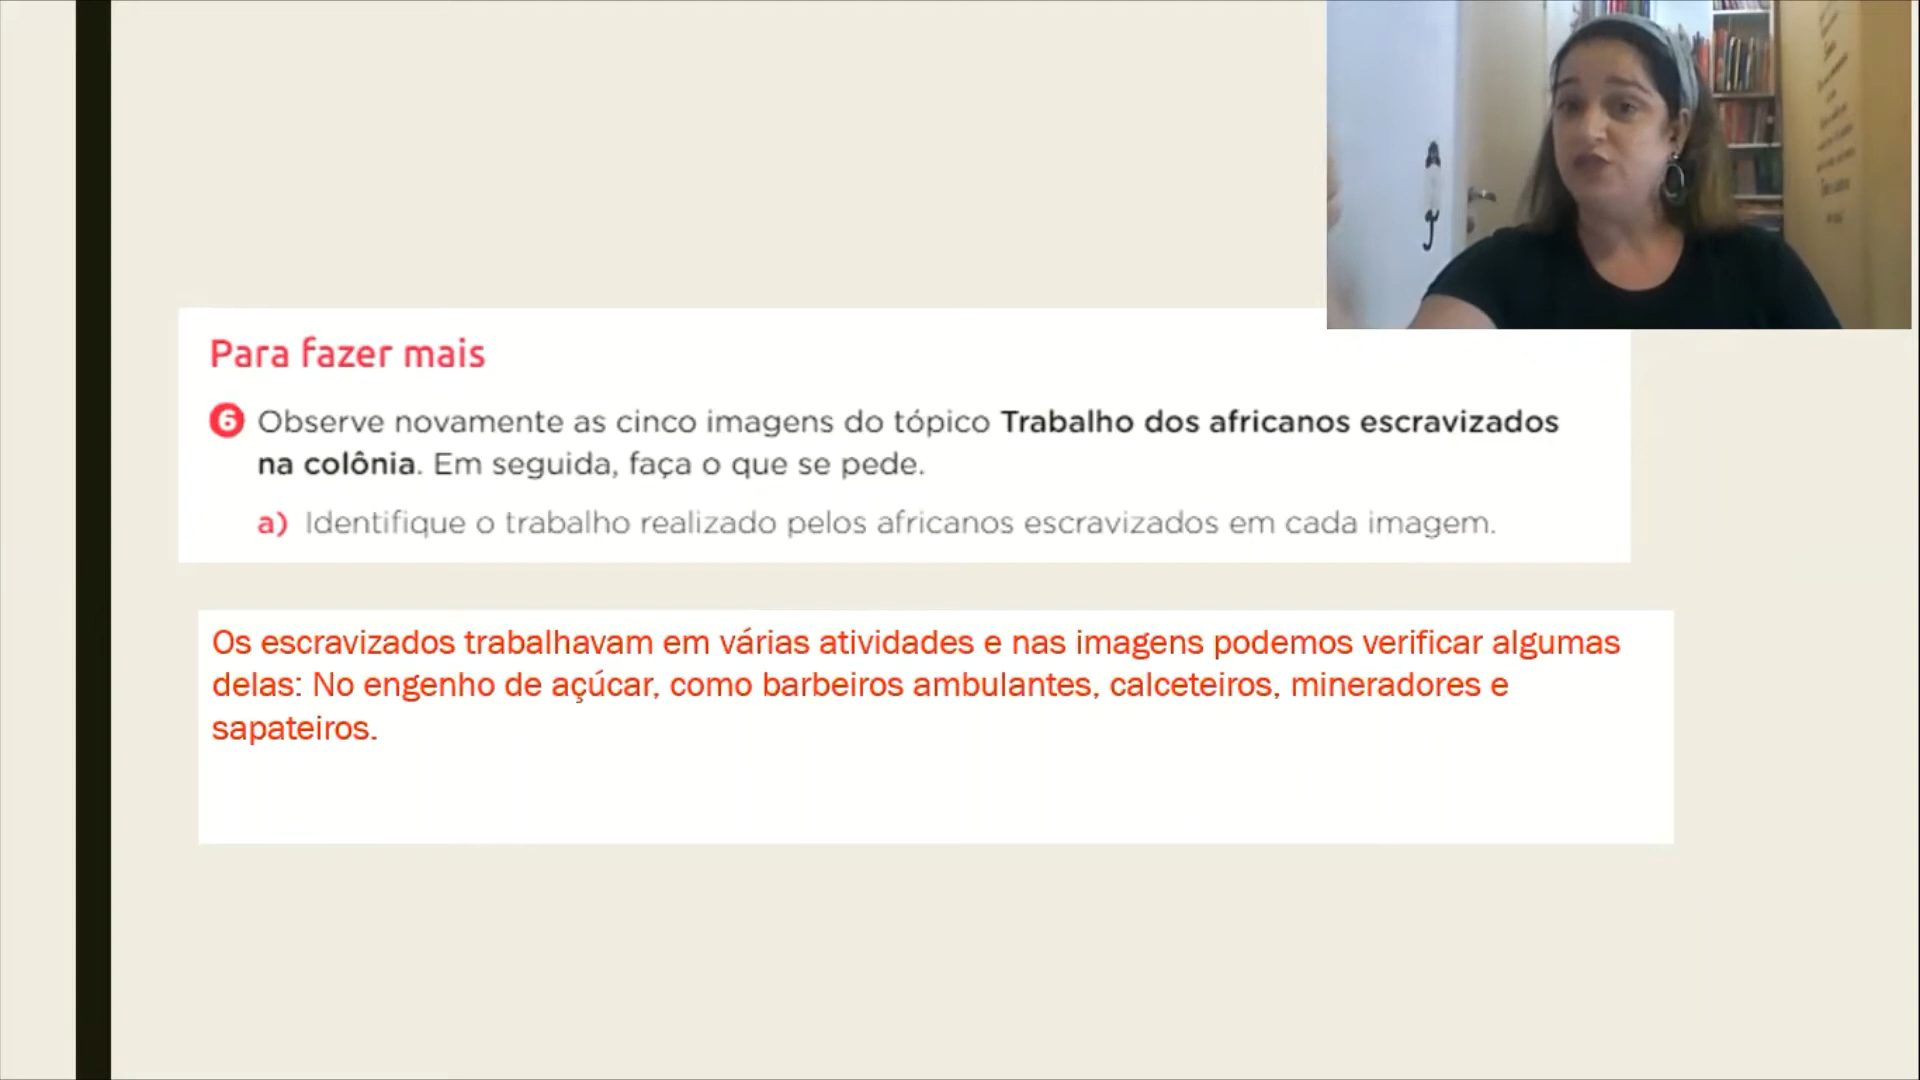 Para fazer mais
6 Observe novamente as cinco imagens do tópico Trabalho dos africanos escravizados
na colônia. Em seguida, faça o que se pede.
a) Identifique o trabalho realizado pelos africanos escravizados em cada imagem.
Os escravizados trabalhavam em várias atividades e nas imagens podemos verificar algumas
delas: No engenho de açúcar, como barbeiros ambulantes, calceteiros, mineradores e
sapateiros.